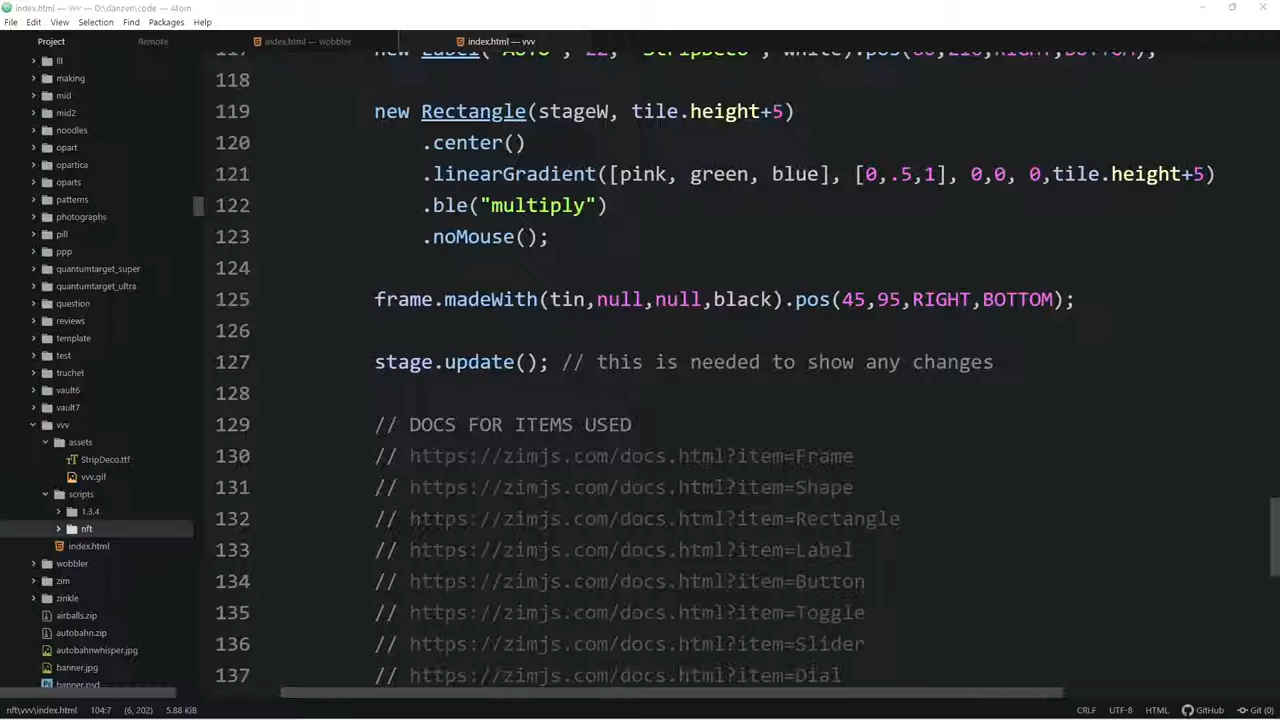 index.html — vvv — D:\danzen\code — Atom
File Edit View Selection Find Packages Help
Project Remote
index.html — wobbler
index.html — vvv
lll
making
mid
mid2
noodles
opart
opartica
oparts
patterns
photographs
pill
ppp
quantumtarget_super
quantumtarget_ultra
question
reviews
template
test
truchet
vault6
vault7
vvv
assets
StripDeco.ttf
vvv.gif
scripts
1.3.4
nft
index.html
wobbler
zim
zinkle
airballs.zip
autobahn.zip
autobahnwhisper.jpg
banner.jpg
banner.psd
118
119 new Rectangle(stageW, tile.height+5)
120 .center()
121 .linearGradient([pink, green, blue], [0,.5,1], 0,0, 0,tile.height+5)
122 .ble("multiply")
123 .noMouse();
124
125 frame.madeWith(tin,null,null,black).pos(45,95,RIGHT,BOTTOM);
126
127 stage.update(); // this is needed to show any changes
128
129 // DOCS FOR ITEMS USED
130 // https://zimjs.com/docs.html?item=Frame
131 // https://zimjs.com/docs.html?item=Shape
132 // https://zimjs.com/docs.html?item=Rectangle
133 // https://zimjs.com/docs.html?item=Label
134 // https://zimjs.com/docs.html?item=Button
135 // https://zimjs.com/docs.html?item=Toggle
136 // https://zimjs.com/docs.html?item=Slider
137 // https://zimjs.com/docs.html?item=Dial
nft\vvv\index.html 104:7 (6, 202) 5.88 KiB CRLF UTF-8 HTML GitHub Git (0)